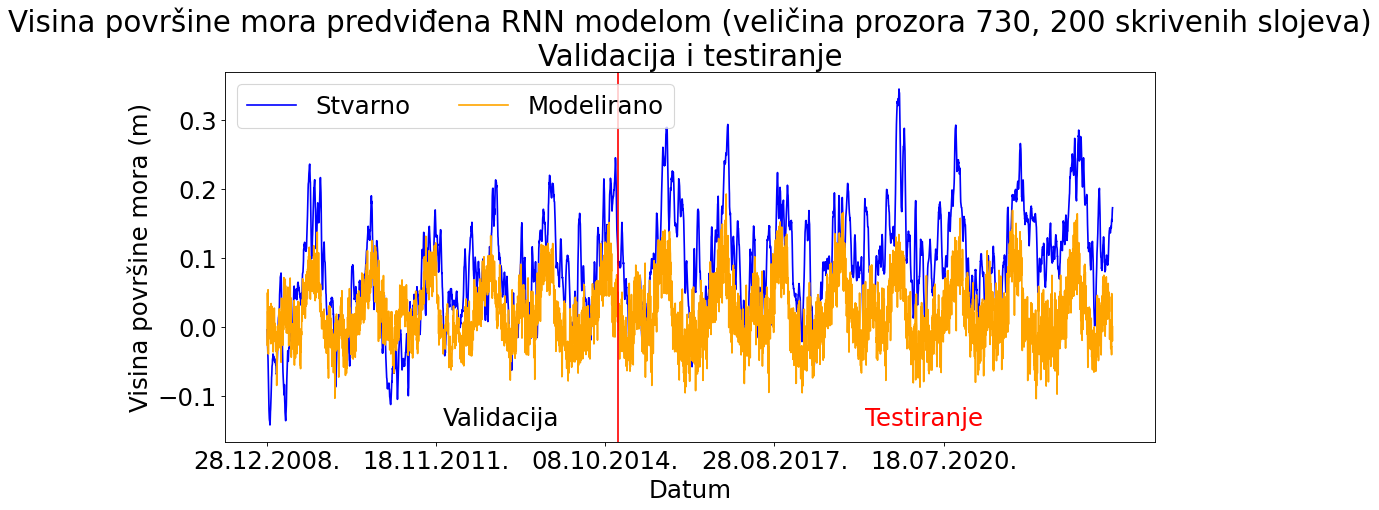 Visina površine mora predviđena RNN modelom (veličina prozora 730, 200 skrivenih slojeva)
Validacija i testiranje
Stvarno Modelirano
Visina površine mora (m)
0.3
0.2
0.1
0.0
−0.1
Validacija Testiranje
28.12.2008. 18.11.2011. 08.10.2014. 28.08.2017. 18.07.2020.
Datum